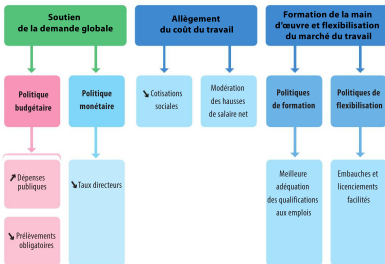 Soutien
de la demande globale
Allègement
du coût du travail
Formation de la main
d'œuvre et flexibilisation
du marché du travail
Politique
budgétaire
Politique
monétaire
↘ Cotisations
sociales
Modération
des hausses
de salaire net
Politiques
de formation
Politiques de
flexibilisation
↗ Dépenses
publiques
↘ Prélèvements
obligatoires
↘ Taux directeurs
Meilleure
adéquation
des qualifications
aux emplois
Embauches et
licenciements
facilités